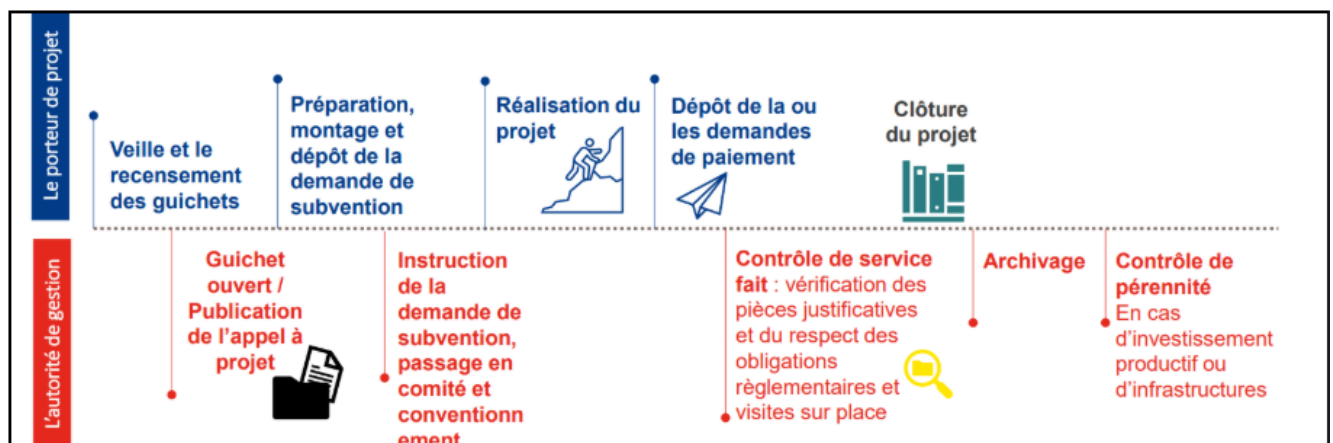 Le porteur de projet
Veille et le
recensement
des guichets
Préparation,
montage et
dépôt de la
demande de
subvention
Réalisation du
projet
Dépôt de la ou
les demandes
de paiement
Clôture
du projet
L'autorité de gestion
Guichet
ouvert /
Publication
de l'appel à
projet
Instruction
de la
demande de
subvention,
passage en
comité et
conventionn
ement
Contrôle de service
fait : vérification des
pièces justificatives
et du respect des
obligations
règlementaires et
visites sur place
Archivage
Contrôle de
pérennité
En cas
d'investissement
productif ou
d'infrastructures